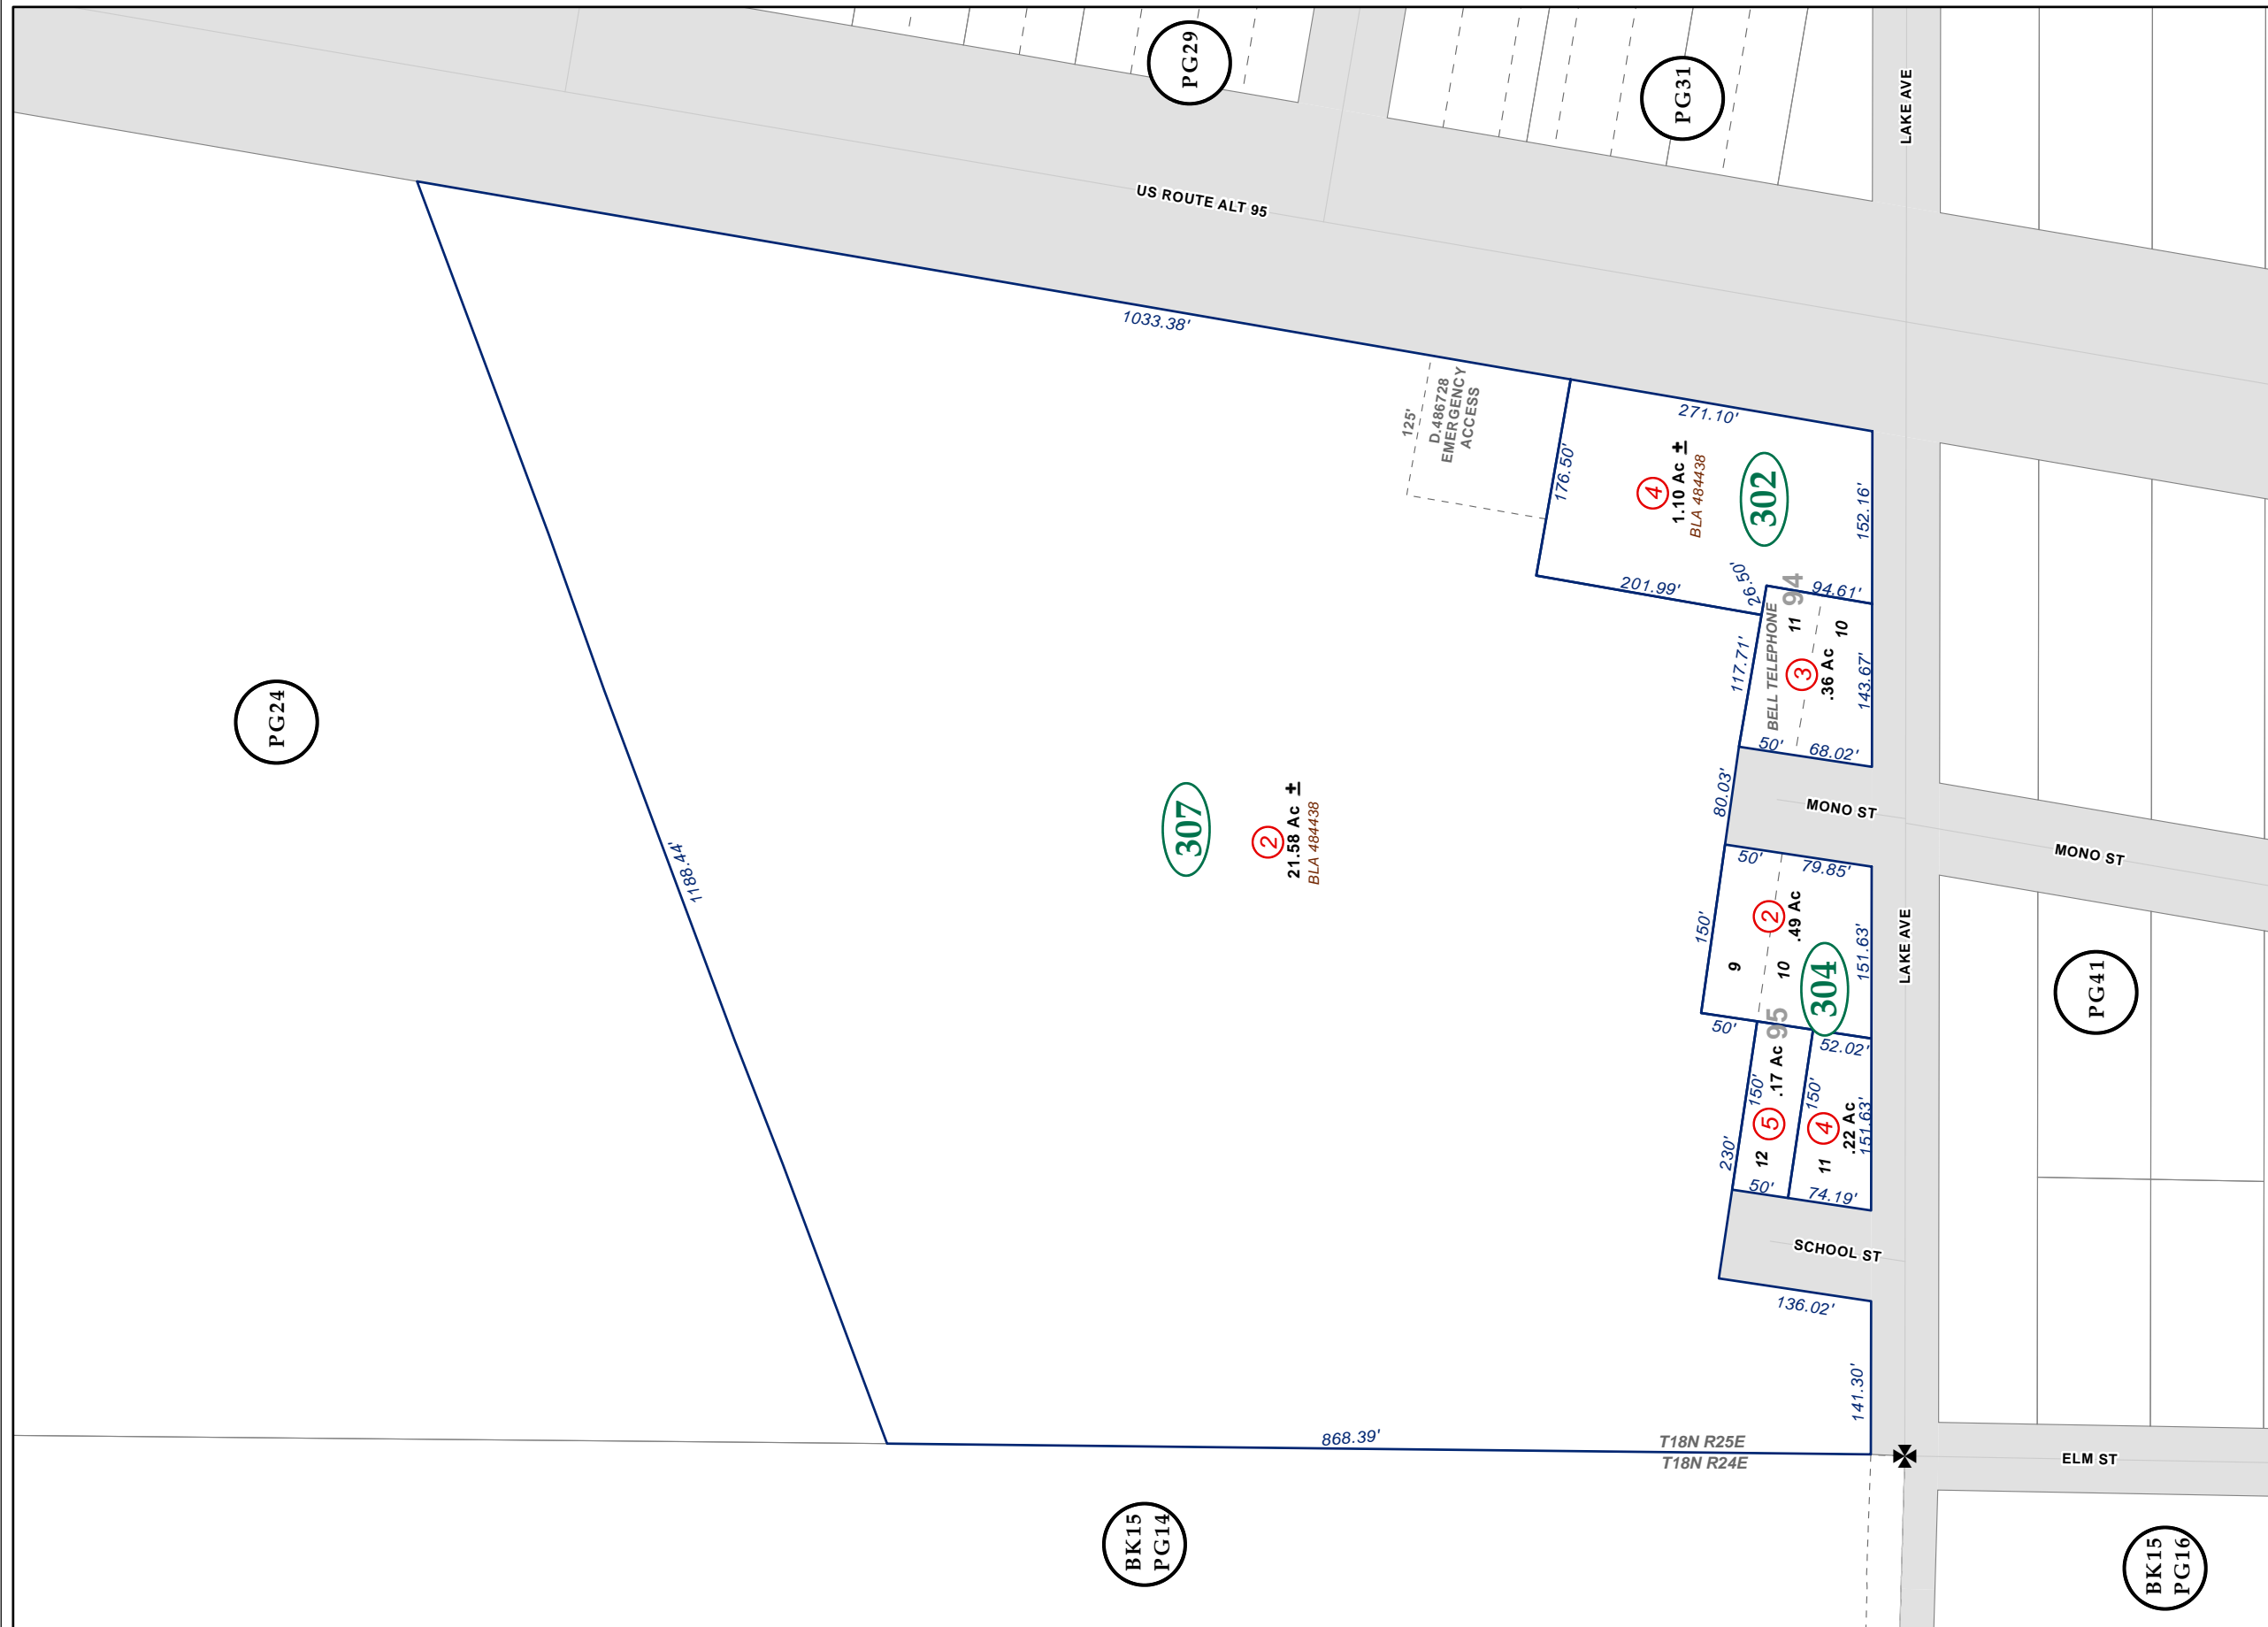 PG29
PG31
LAKE AVE
US ROUTE ALT 95
1033.38'
125'
D.486728
EMERGENCY
ACCESS
271.10'
176.50'
4
1.10 Ac ±
BLA 484438
302
152.16'
201.99'
26.50'
94
94.61'
BELL TELEPHONE
11
10
117.71'
3
.36 Ac
143.67'
50'
68.02'
PG24
80.03'
MONO ST
MONO ST
307
2
21.58 Ac ±
BLA 484438
1188.44'
50'
79.85'
2
.49 Ac
150'
9
10
304
151.63'
LAKE AVE
PG41
50'
95
52.02'
.17 Ac
150'
150'
5
4
.22 Ac
151.63'
230'
12
11
50'
74.19'
SCHOOL ST
136.02'
141.30'
868.39'
T18N R25E
T18N R24E
ELM ST
BK15
PG14
BK15
PG16